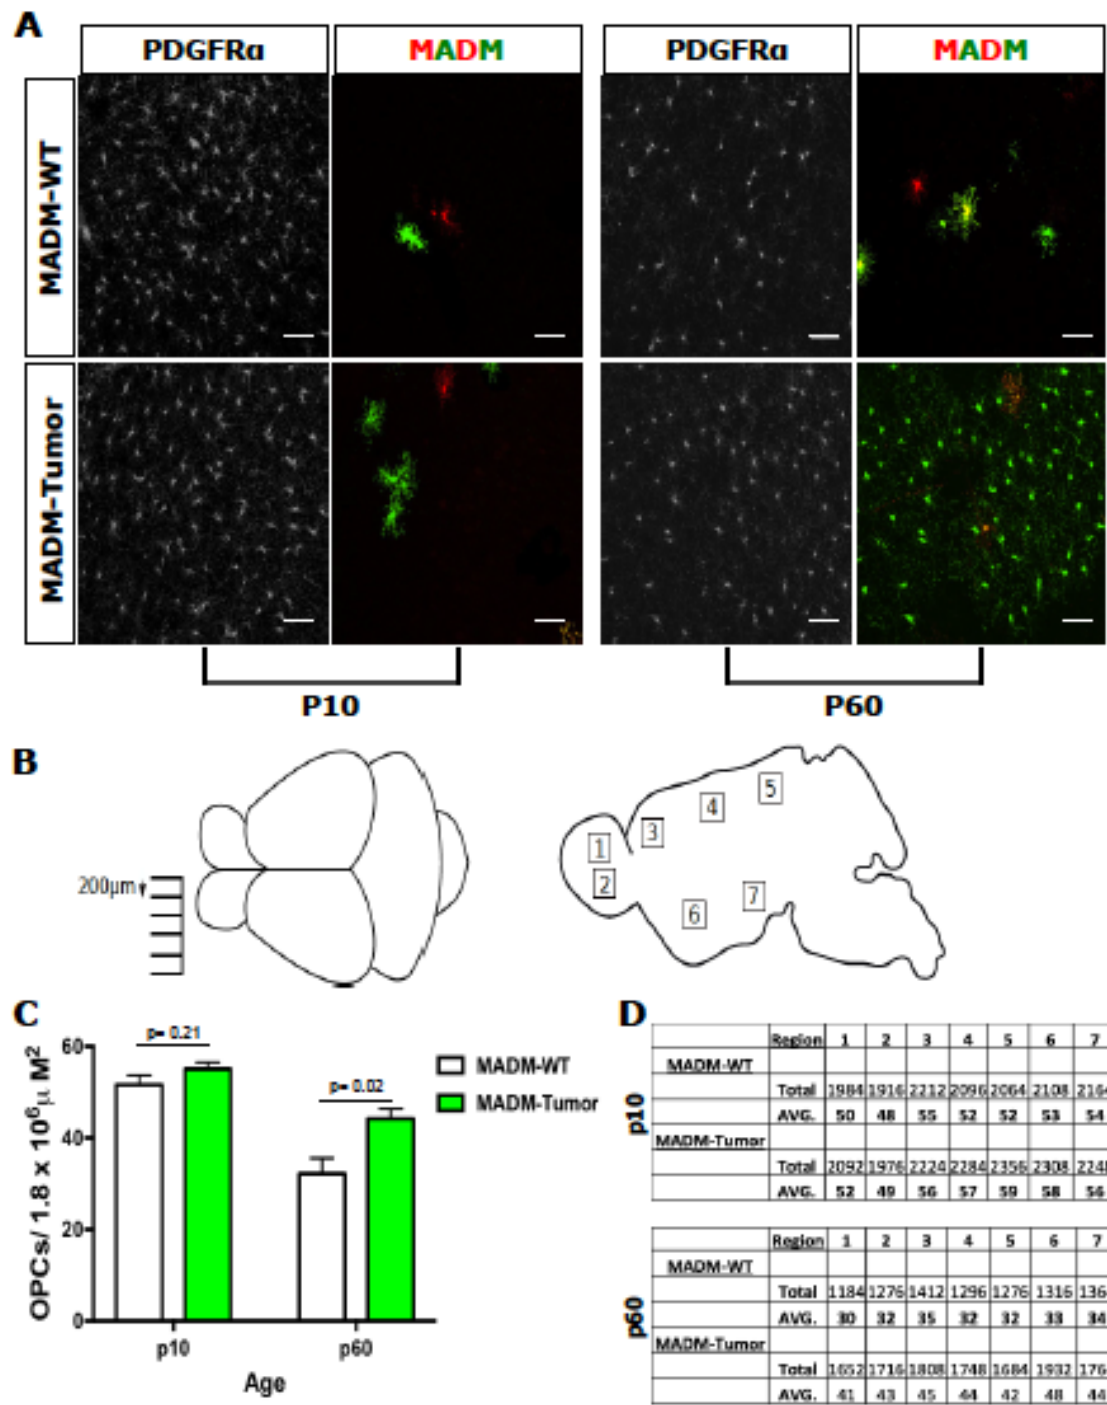 A
PDGFRα MADM PDGFRα MADM
MADM-WT
MADM-Tumor
P10 P60
B
200µm
1
2
3
4
5
6
7
C
p= 0.21
p= 0.02
MADM-WT
MADM-Tumor
OPCs/ 1.8 x 10⁶µ M²
60
40
20
0
p10 p60
Age
D
p10
Region 1 2 3 4 5 6 7
MADM-WT
Total 1984 1916 2212 2096 2064 2108 2164
AVG. 50 48 55 52 52 53 54
MADM-Tumor
Total 2092 1976 2224 2284 2356 2308 2248
AVG. 52 49 56 57 59 58 56
p60
Region 1 2 3 4 5 6 7
MADM-WT
Total 1184 1276 1412 1296 1276 1316 136
AVG. 30 32 35 32 32 33 34
MADM-Tumor
Total 1652 1716 1808 1748 1684 1932 176
AVG. 41 43 45 44 42 48 44